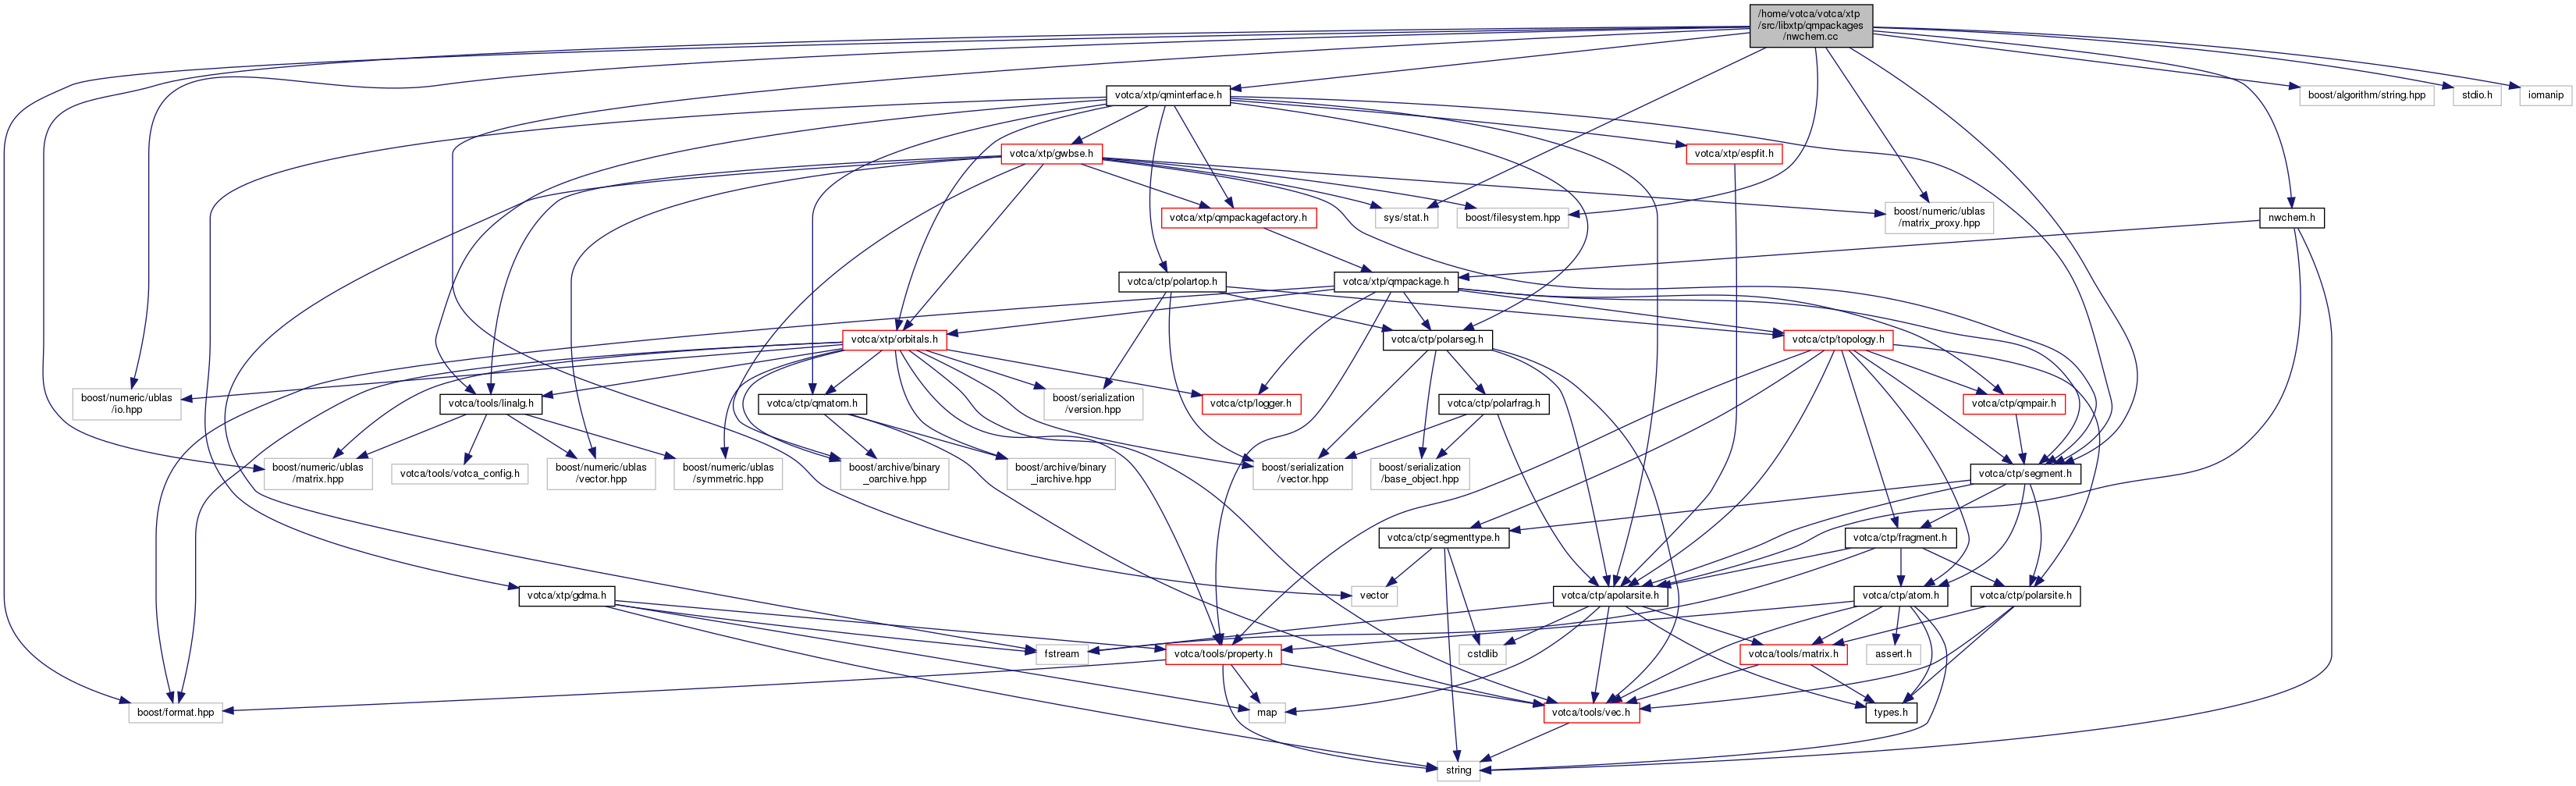 /home/votca/votca/xtp
/src/libxtp/qmpackages
/nwchem.cc
votca/xtp/qminterface.h
boost/algorithm/string.hpp
stdio.h
iomanip
votca/xtp/gwbse.h
votca/xtp/espfit.h
votca/xtp/qmpackagefactory.h
sys/stat.h
boost/filesystem.hpp
boost/numeric/ublas
/matrix_proxy.hpp
nwchem.h
votca/ctp/polartop.h
votca/xtp/qmpackage.h
votca/xtp/orbitals.h
votca/ctp/polarseg.h
votca/ctp/topology.h
boost/numeric/ublas
/io.hpp
votca/tools/linalg.h
votca/ctp/qmatom.h
boost/serialization
/version.hpp
votca/ctp/logger.h
votca/ctp/polarfrag.h
votca/ctp/qmpair.h
boost/numeric/ublas
/matrix.hpp
votca/tools/votca_config.h
boost/numeric/ublas
/vector.hpp
boost/numeric/ublas
/symmetric.hpp
boost/archive/binary
_oarchive.hpp
boost/archive/binary
_iarchive.hpp
boost/serialization
/vector.hpp
boost/serialization
/base_object.hpp
votca/ctp/segment.h
votca/ctp/segmenttype.h
votca/ctp/fragment.h
votca/xtp/gdma.h
vector
votca/ctp/apolarsite.h
votca/ctp/atom.h
votca/ctp/polarsite.h
fstream
votca/tools/property.h
cstdlib
votca/tools/matrix.h
assert.h
boost/format.hpp
map
votca/tools/vec.h
types.h
string